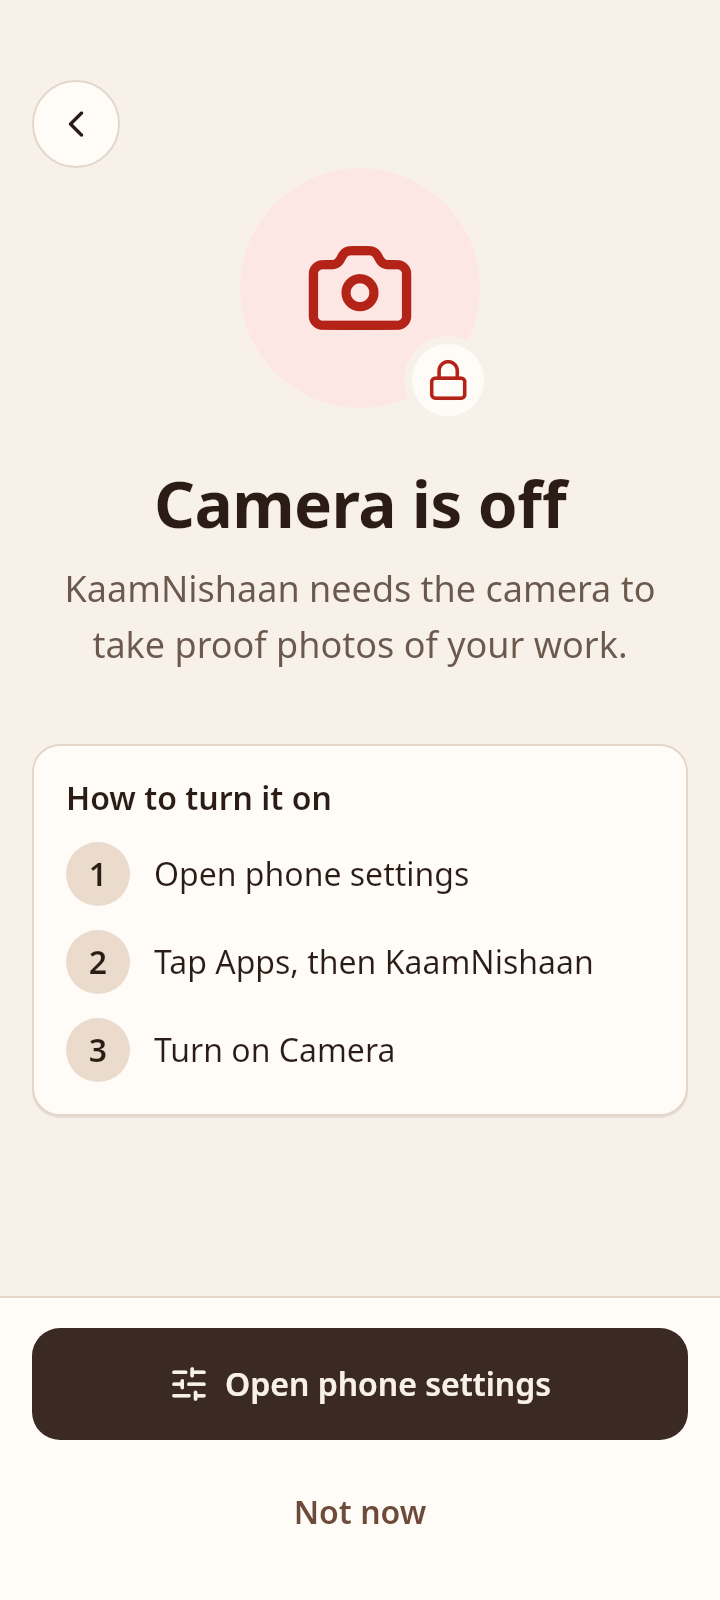 Camera is off
KaamNishaan needs the camera to
take proof photos of your work.
How to turn it on
1 Open phone settings
2 Tap Apps, then KaamNishaan
3 Turn on Camera
Open phone settings
Not now